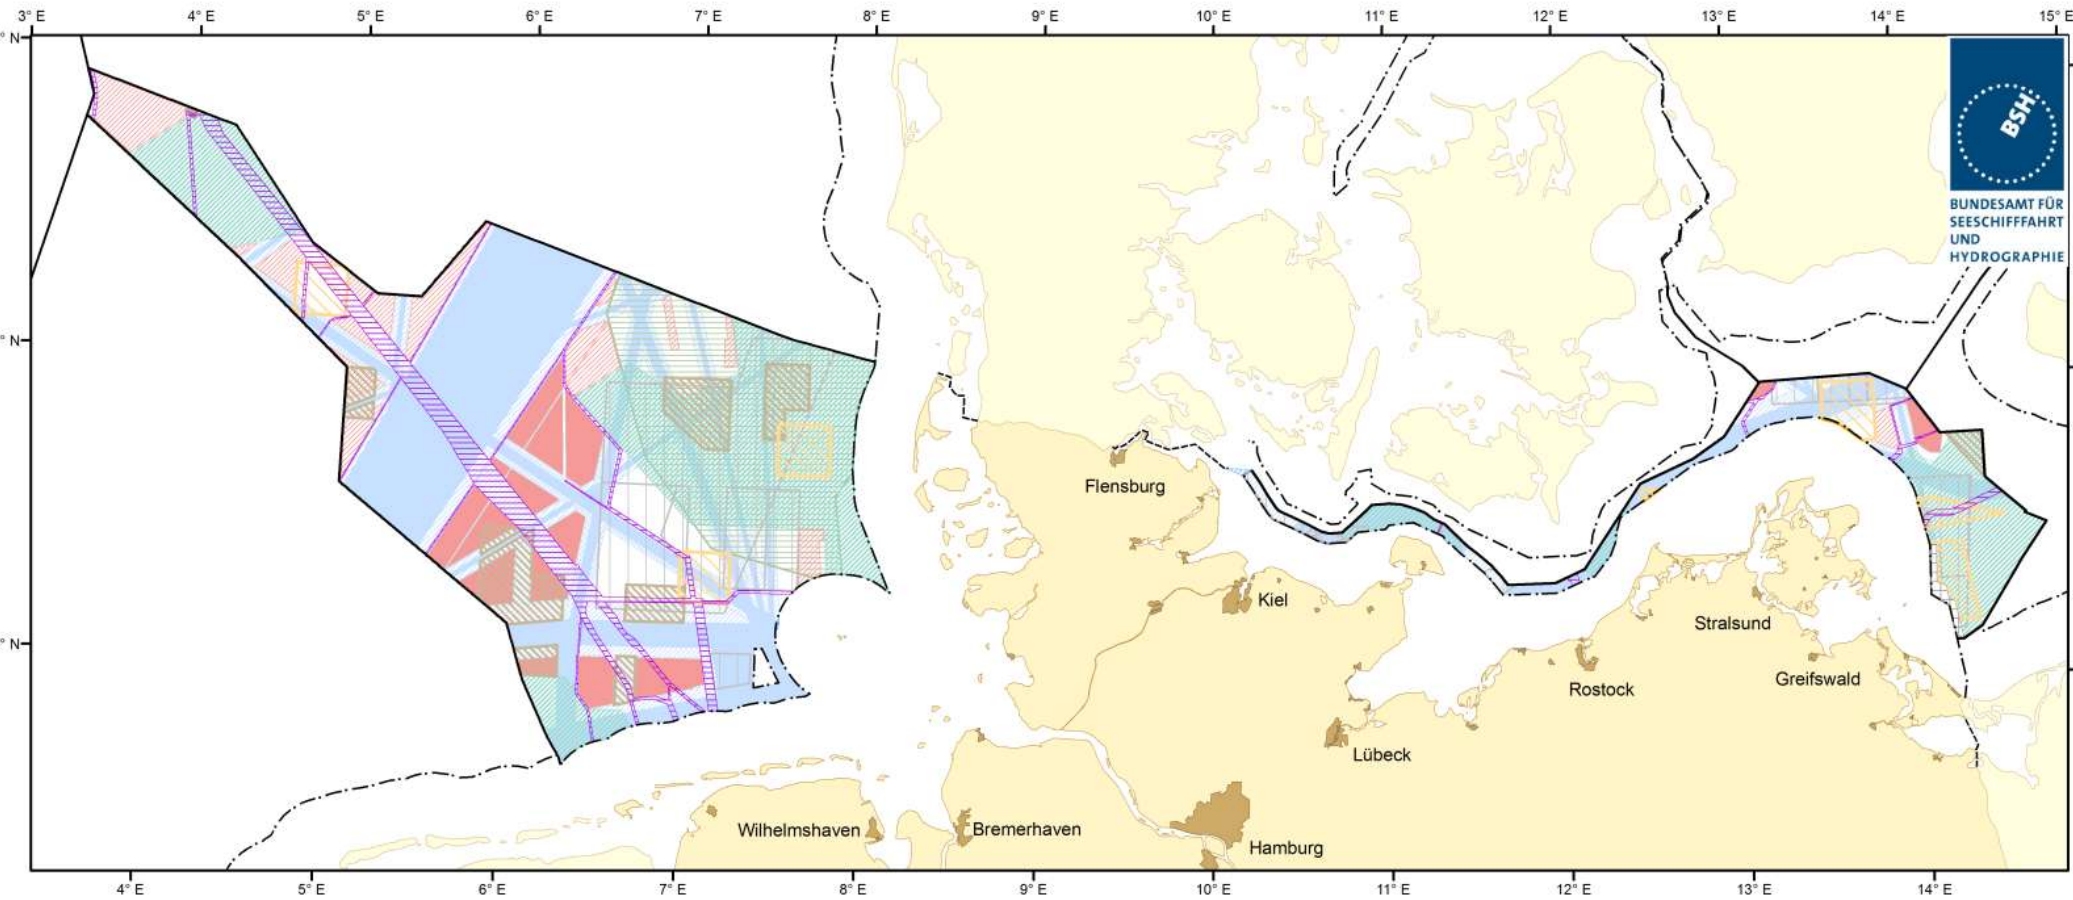 3° E 4° E 5° E 6° E 7° E 8° E 9° E 10° E 11° E 12° E 13° E 14° E 15° E
° N
BSH
BUNDESAMT FÜR
SEESCHIFFFAHRT
UND
HYDROGRAPHIE
° N
Flensburg
Kiel
Stralsund
° N
Greifswald
Rostock
Lübeck
Wilhelmshaven
Bremerhaven
Hamburg
4° E 5° E 6° E 7° E 8° E 9° E 10° E 11° E 12° E 13° E 14° E